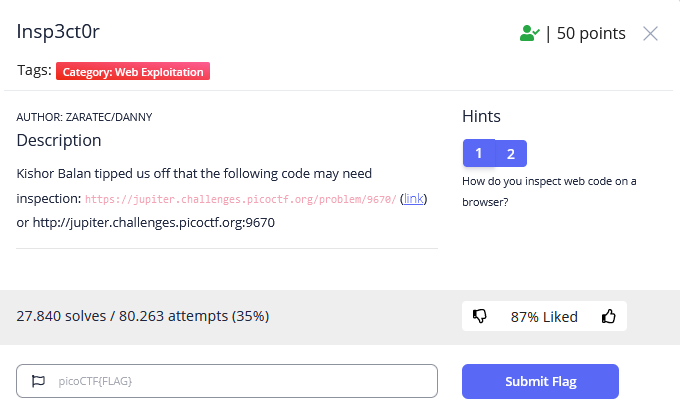 Insp3ct0r
| 50 points
Tags: Category: Web Exploitation
AUTHOR: ZARATEC/DANNY
Description
Kishor Balan tipped us off that the following code may need
inspection: https://jupiter.challenges.picoctf.org/problem/9670/ (link)
or http://jupiter.challenges.picoctf.org:9670
Hints
1 2
How do you inspect web code on a
browser?
27.840 solves / 80.263 attempts (35%)
87% Liked
picoCTF{FLAG}
Submit Flag